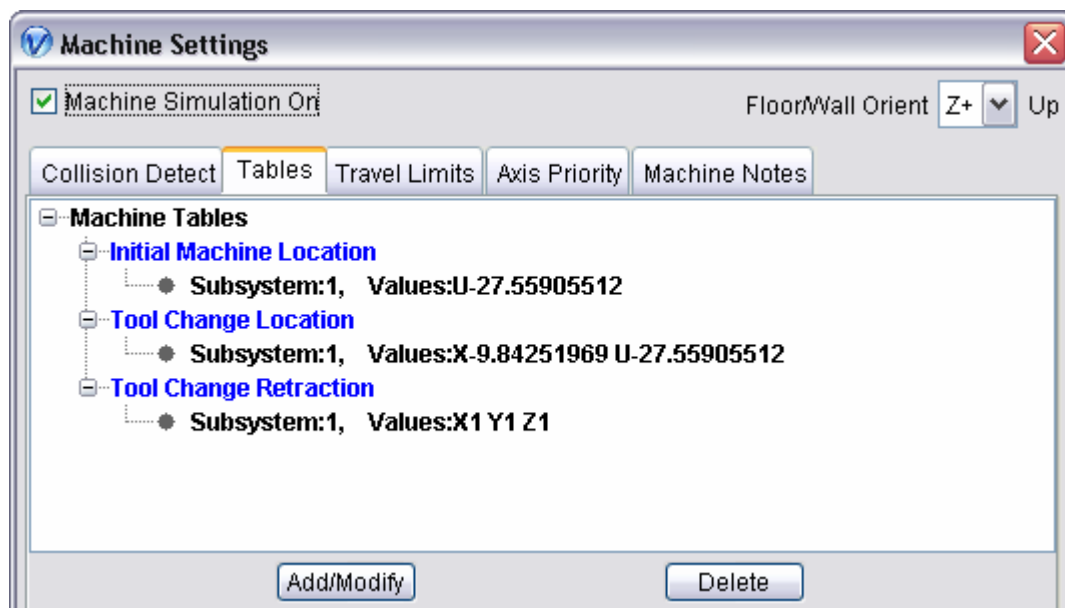 Machine Settings
Machine Simulation On
Floor/Wall Orient Z+ Up
Collision Detect Tables Travel Limits Axis Priority Machine Notes
Machine Tables
Initial Machine Location
Subsystem:1, Values:U-27.55905512
Tool Change Location
Subsystem:1, Values:X-9.84251969 U-27.55905512
Tool Change Retraction
Subsystem:1, Values:X1 Y1 Z1
Add/Modify Delete